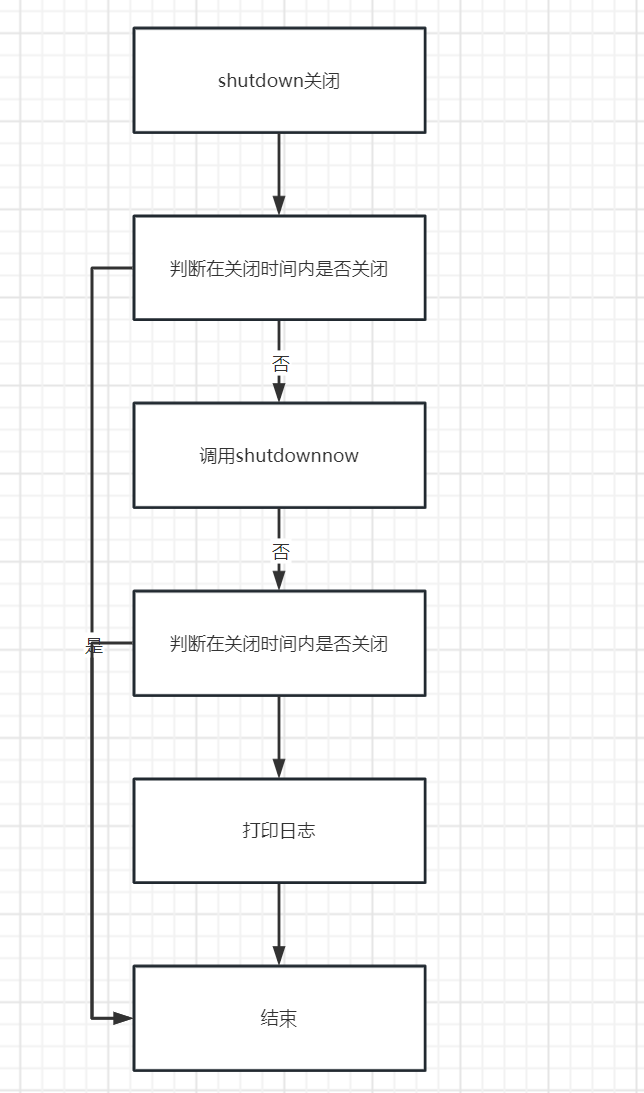 shutdown关闭
判断在关闭时间内是否关闭
否
调用shutdownnow
否
判断在关闭时间内是否关闭
是
打印日志
结束